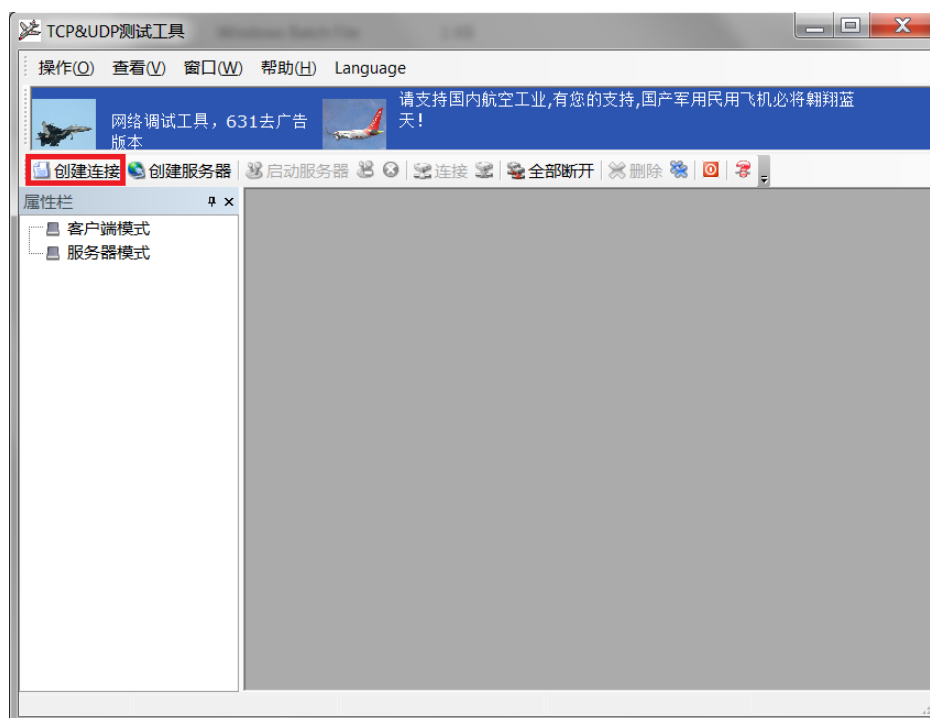 TCP&UDP测试工具
操作(O) 查看(V) 窗口(W) 帮助(H) Language
网络调试工具，631去广告
版本
请支持国内航空工业,有您的支持,国产军用民用飞机必将翱翔蓝
天!
创建连接 创建服务器 启动服务器 连接 全部断开 删除
属性栏
客户端模式
服务器模式